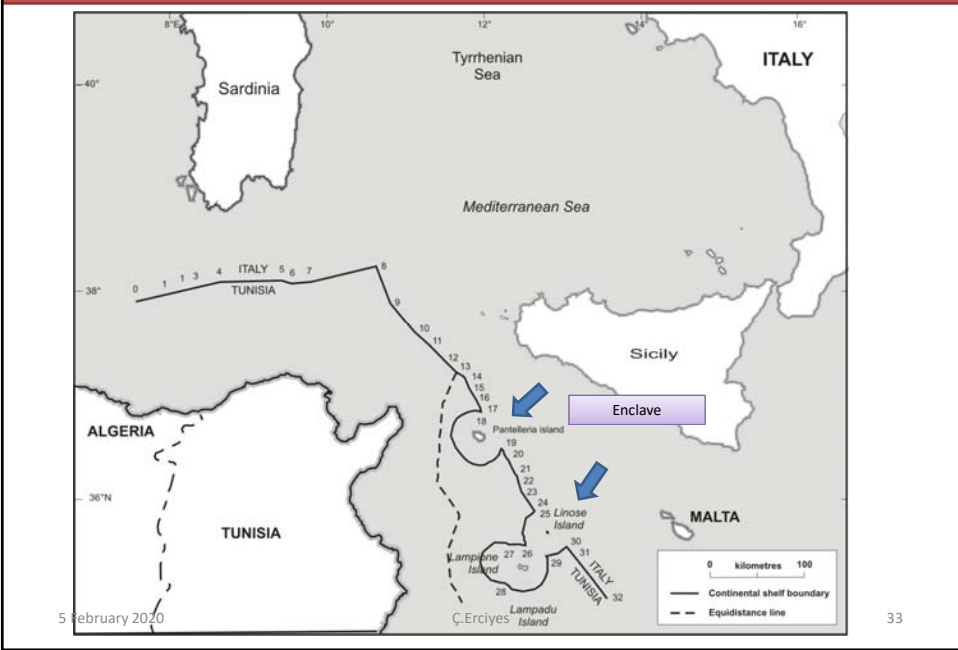 8°E
10°
12°
14°
16°
Tyrrhenian
Sea
ITALY
40°
Sardinia
Mediterranean Sea
8
0
1
1
3
4
ITALY
5
6
7
TUNISIA
38°
9
10
11
12
13
14
15
16
17
18
Sicily
Enclave
Pantelleria island
ALGERIA
19
20
21
22
23
24
25
36°N
Linose
Island
MALTA
TUNISIA
30
31
Lampione
Island
27
26
29
ITALY
TUNISIA
28
32
Lampadu
Island
0 kilometres 100
Continental shelf boundary
Equidistance line
5 February 2020
Ç.Erciyes
33